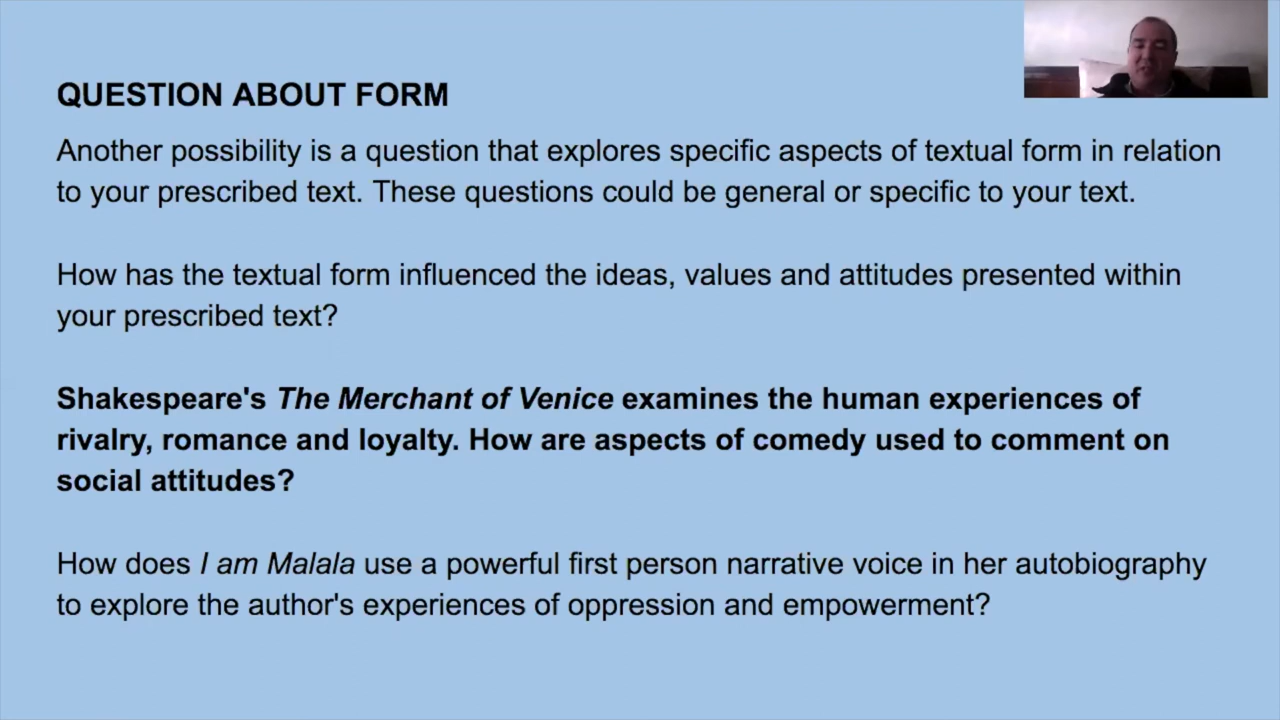 QUESTION ABOUT FORM
Another possibility is a question that explores specific aspects of textual form in relation
to your prescribed text. These questions could be general or specific to your text.
How has the textual form influenced the ideas, values and attitudes presented within
your prescribed text?
Shakespeare's The Merchant of Venice examines the human experiences of
rivalry, romance and loyalty. How are aspects of comedy used to comment on
social attitudes?
How does I am Malala use a powerful first person narrative voice in her autobiography
to explore the author's experiences of oppression and empowerment?